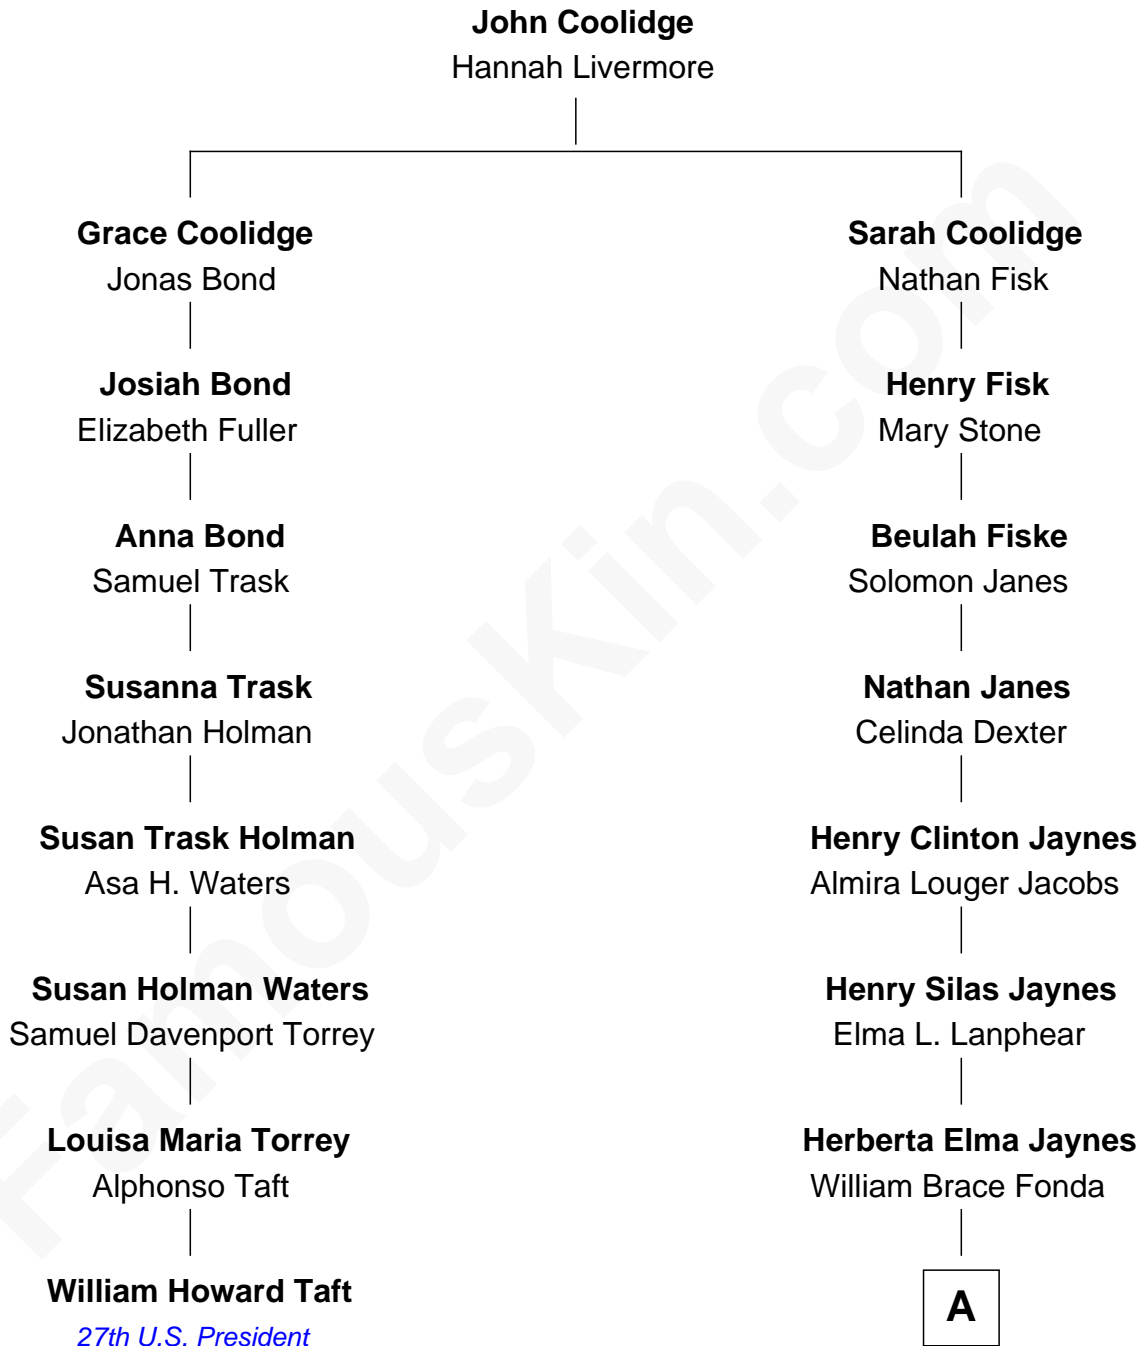 John Coolidge
Hannah Livermore
Grace Coolidge
Jonas Bond
Sarah Coolidge
Nathan Fisk
Josiah Bond
Elizabeth Fuller
Henry Fisk
Mary Stone
Anna Bond
Samuel Trask
Beulah Fiske
Solomon Janes
Susanna Trask
Jonathan Holman
Nathan Janes
Celinda Dexter
Susan Trask Holman
Asa H. Waters
Henry Clinton Jaynes
Almira Louger Jacobs
Susan Holman Waters
Samuel Davenport Torrey
Henry Silas Jaynes
Elma L. Lanphear
Louisa Maria Torrey
Alphonso Taft
Herberta Elma Jaynes
William Brace Fonda
William Howard Taft
27th U.S. President
A
FamousKin.com